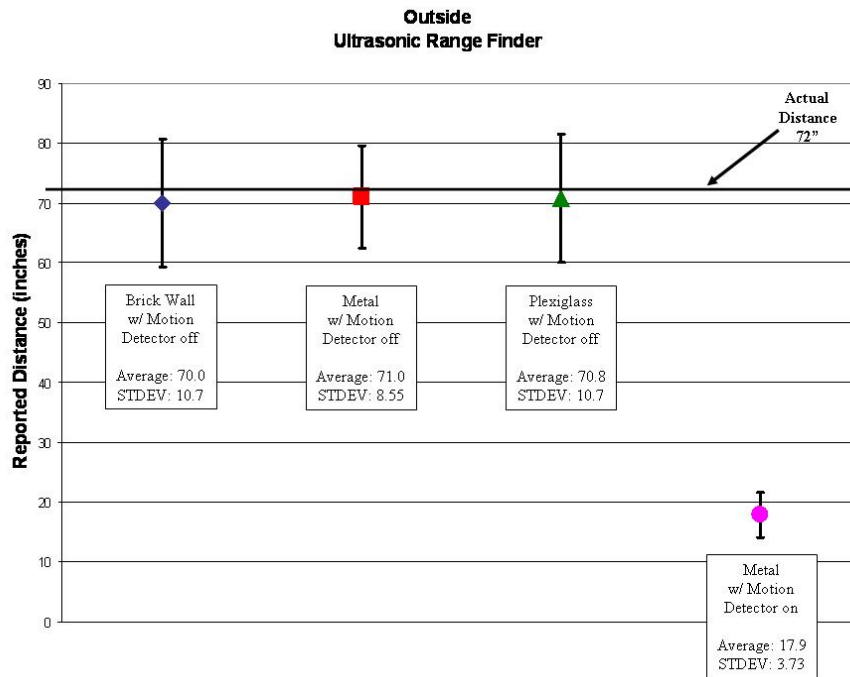 Outside
Ultrasonic Range Finder
Reported Distance (inches)
90
80
70
60
50
40
30
20
10
0
Actual
Distance
72”
Brick Wall
w/ Motion
Detector off
Average: 70.0
STDEV: 10.7
Metal
w/ Motion
Detector off
Average: 71.0
STDEV: 8.55
Plexiglass
w/ Motion
Detector off
Average: 70.8
STDEV: 10.7
Metal
w/ Motion
Detector on
Average: 17.9
STDEV: 3.73